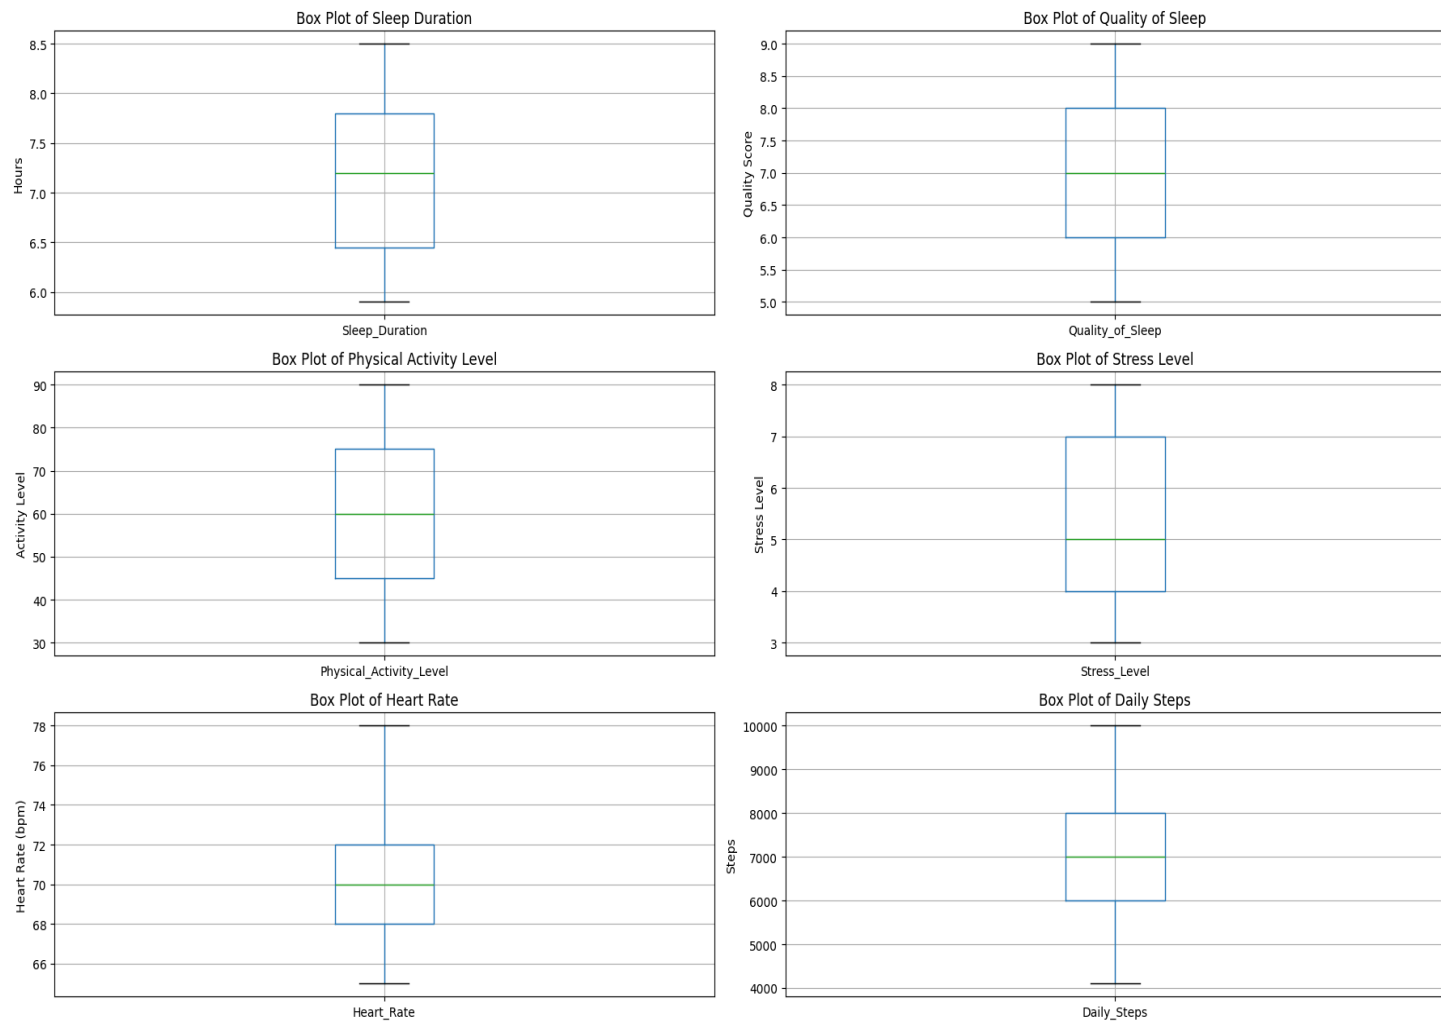 Box Plot of Sleep Duration
Hours
8.5
8.0
7.5
7.0
6.5
6.0
Sleep_Duration
Box Plot of Quality of Sleep
Quality Score
9.0
8.5
8.0
7.5
7.0
6.5
6.0
5.5
5.0
Quality_of_Sleep
Box Plot of Physical Activity Level
Activity Level
90
80
70
60
50
40
30
Physical_Activity_Level
Box Plot of Stress Level
Stress Level
8
7
6
5
4
3
Stress_Level
Box Plot of Heart Rate
Heart Rate (bpm)
78
76
74
72
70
68
66
Heart_Rate
Box Plot of Daily Steps
Steps
10000
9000
8000
7000
6000
5000
4000
Daily_Steps